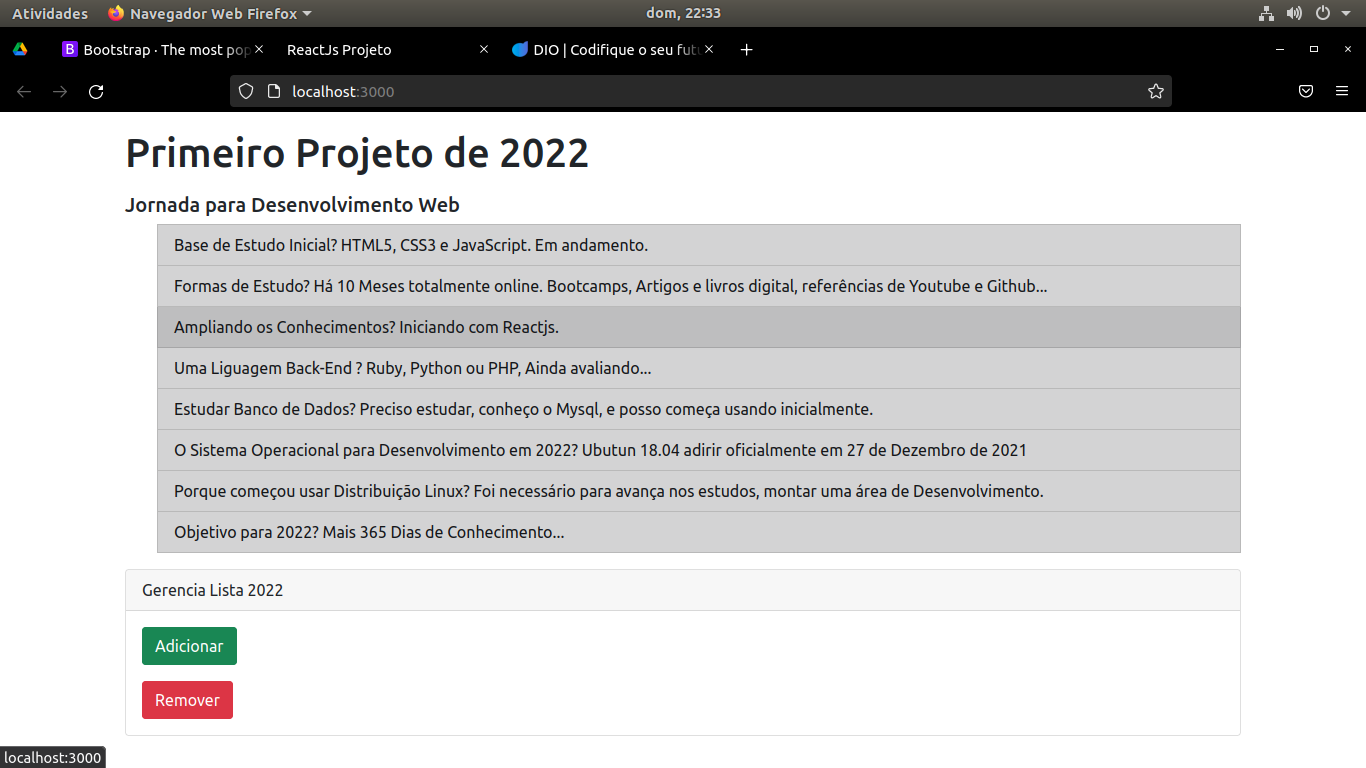 Atividades Navegador Web Firefox dom, 22:33
Bootstrap · The most pop ReactJs Projeto DIO | Codifique o seu futu
localhost:3000
Primeiro Projeto de 2022
Jornada para Desenvolvimento Web
Base de Estudo Inicial? HTML5, CSS3 e JavaScript. Em andamento.
Formas de Estudo? Há 10 Meses totalmente online. Bootcamps, Artigos e livros digital, referências de Youtube e Github...
Ampliando os Conhecimentos? Iniciando com Reactjs.
Uma Liguagem Back-End ? Ruby, Python ou PHP, Ainda avaliando...
Estudar Banco de Dados? Preciso estudar, conheço o Mysql, e posso começa usando inicialmente.
O Sistema Operacional para Desenvolvimento em 2022? Ubutun 18.04 adirir oficialmente em 27 de Dezembro de 2021
Porque começou usar Distribuição Linux? Foi necessário para avança nos estudos, montar uma área de Desenvolvimento.
Objetivo para 2022? Mais 365 Dias de Conhecimento...
Gerencia Lista 2022
Adicionar
Remover
localhost:3000